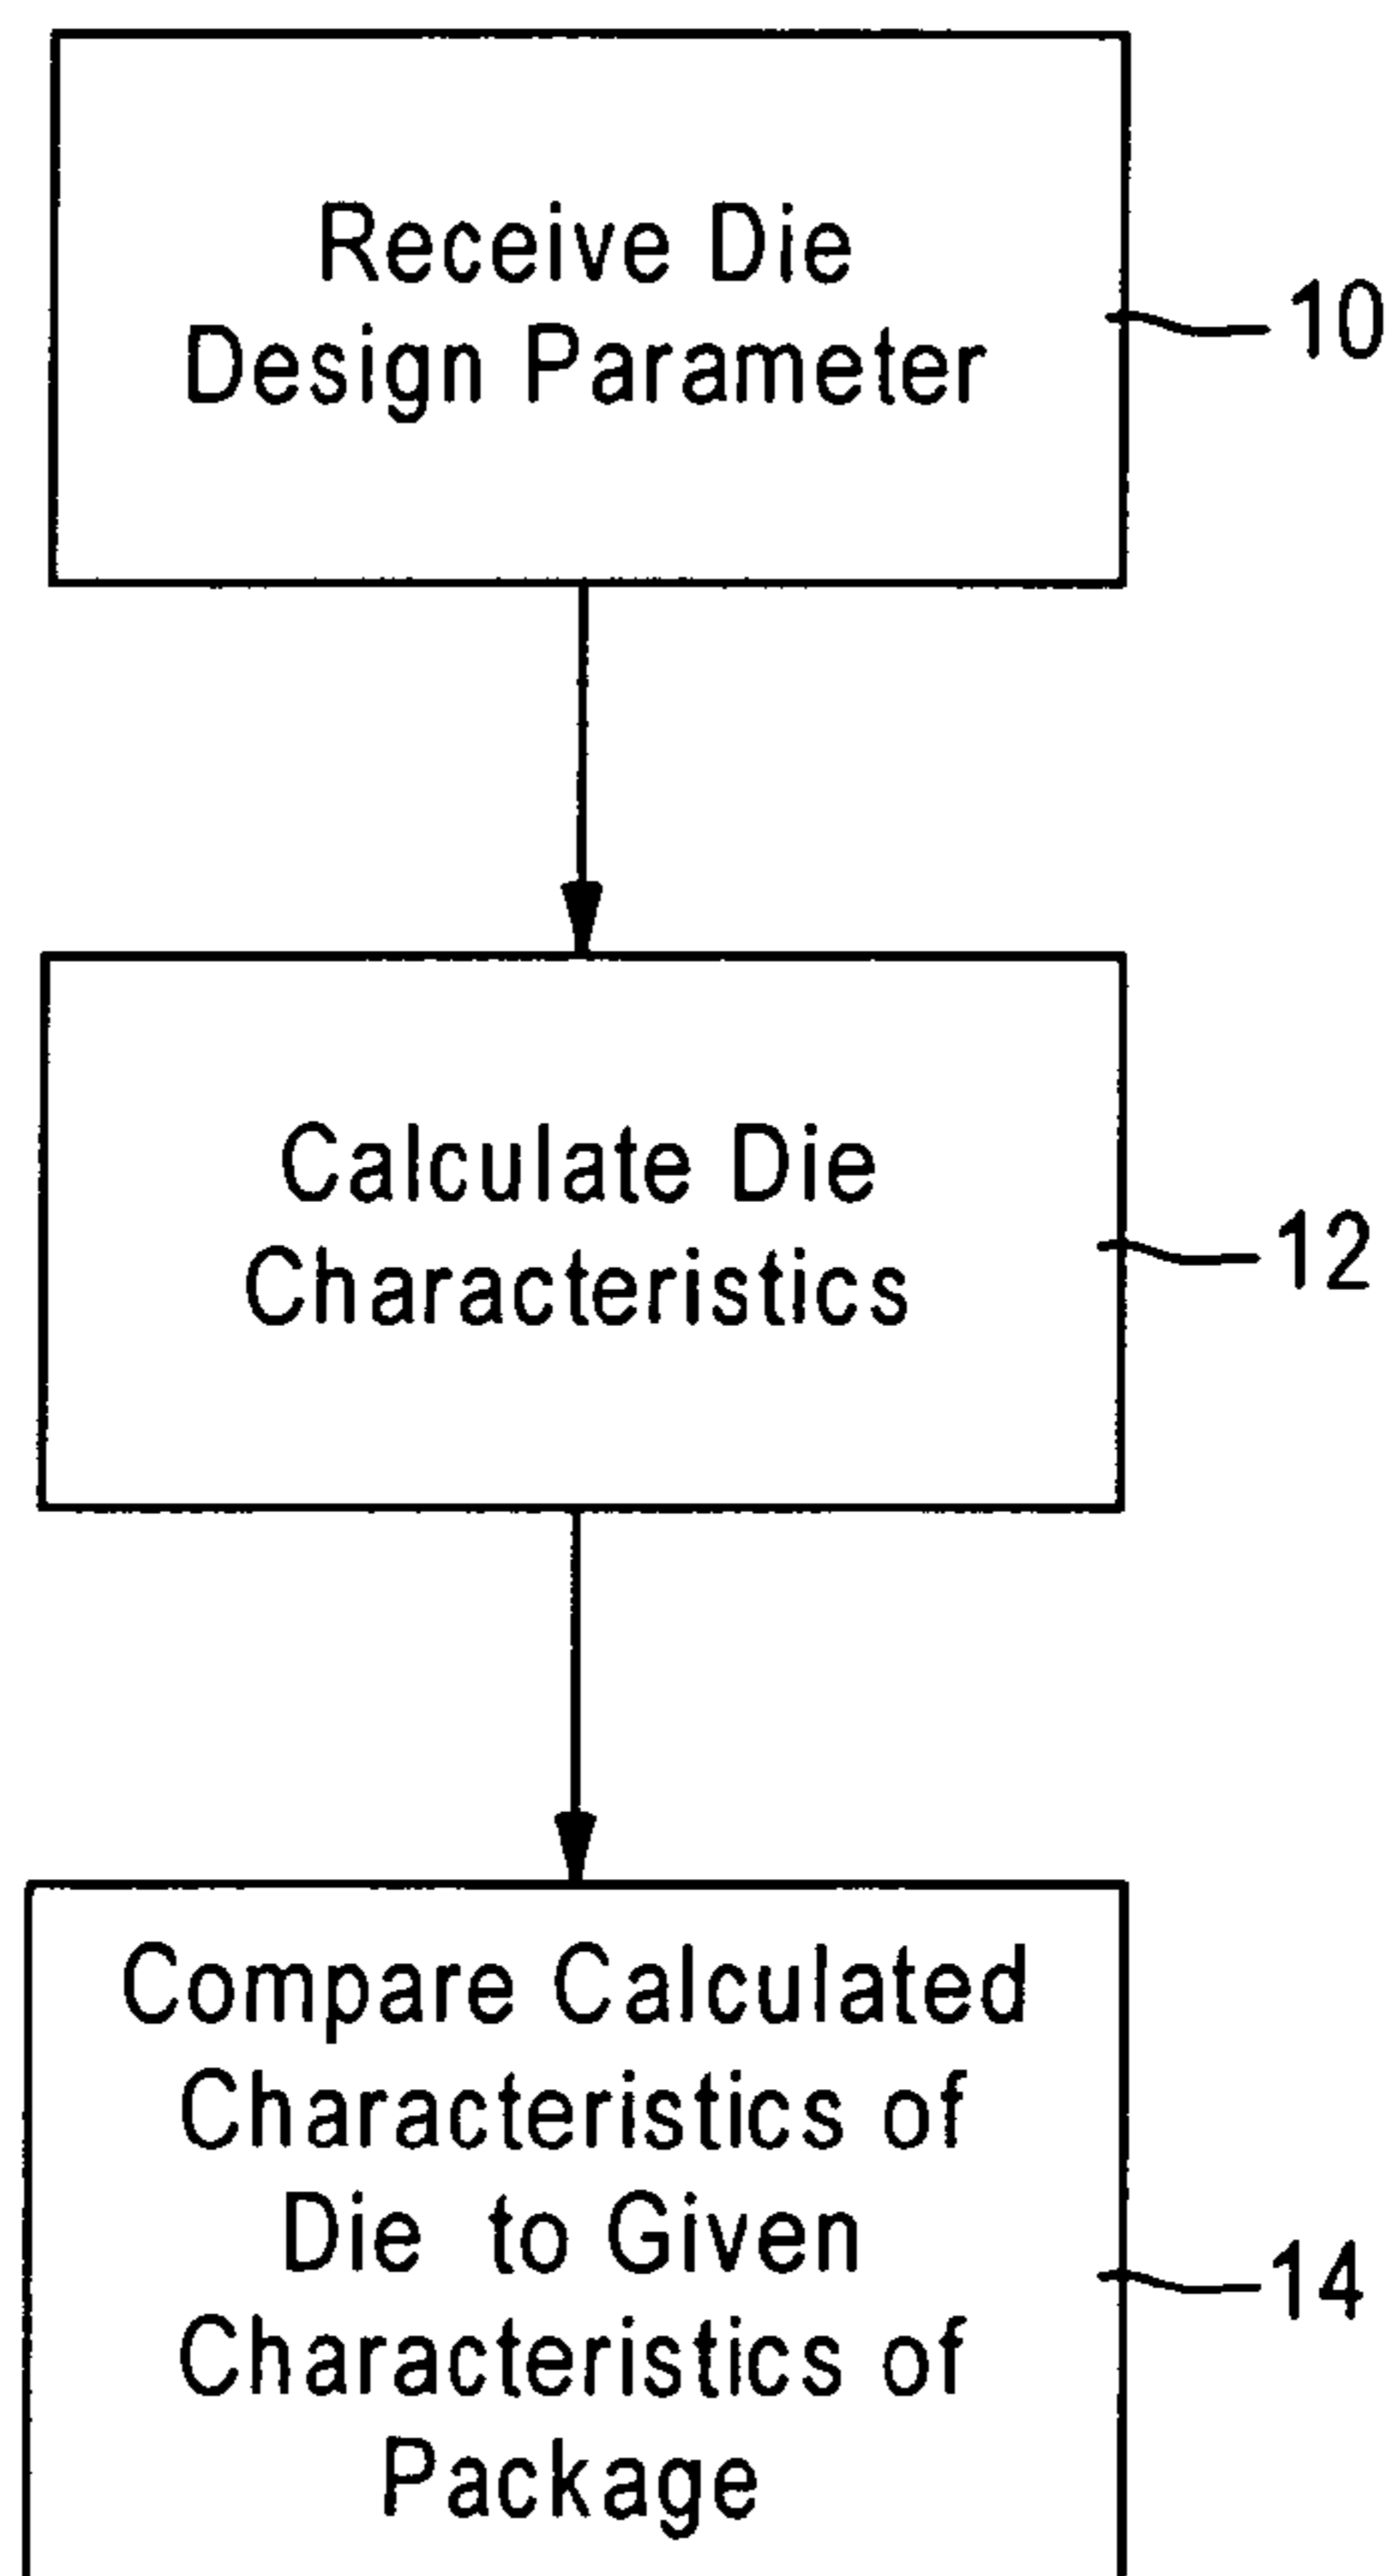 Receive Die
Design Parameter
10
Calculate Die
Characteristics
12
Compare Calculated
Characteristics of
Die to Given
Characteristics of
Package
14